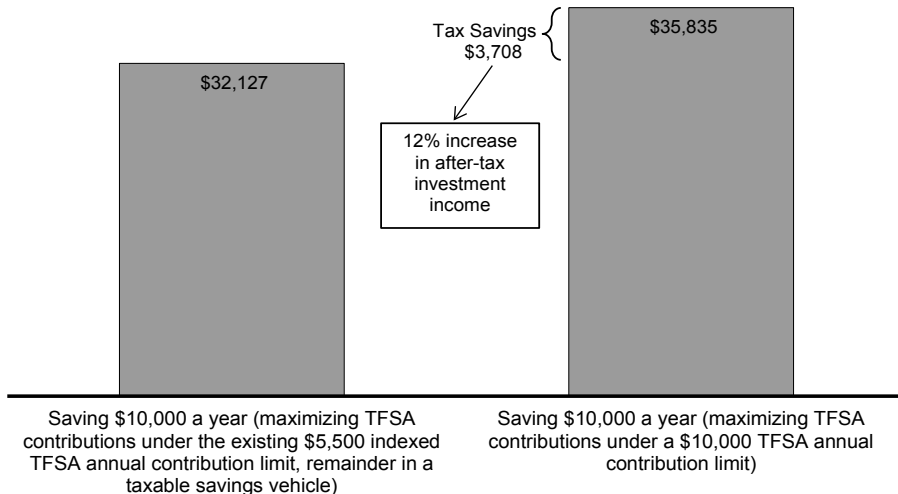 Tax Savings
$3,708
$35,835
$32,127
12% increase
in after-tax
investment
income
Saving $10,000 a year (maximizing TFSA
contributions under the existing $5,500 indexed
TFSA annual contribution limit, remainder in a
taxable savings vehicle)
Saving $10,000 a year (maximizing TFSA
contributions under a $10,000 TFSA annual
contribution limit)